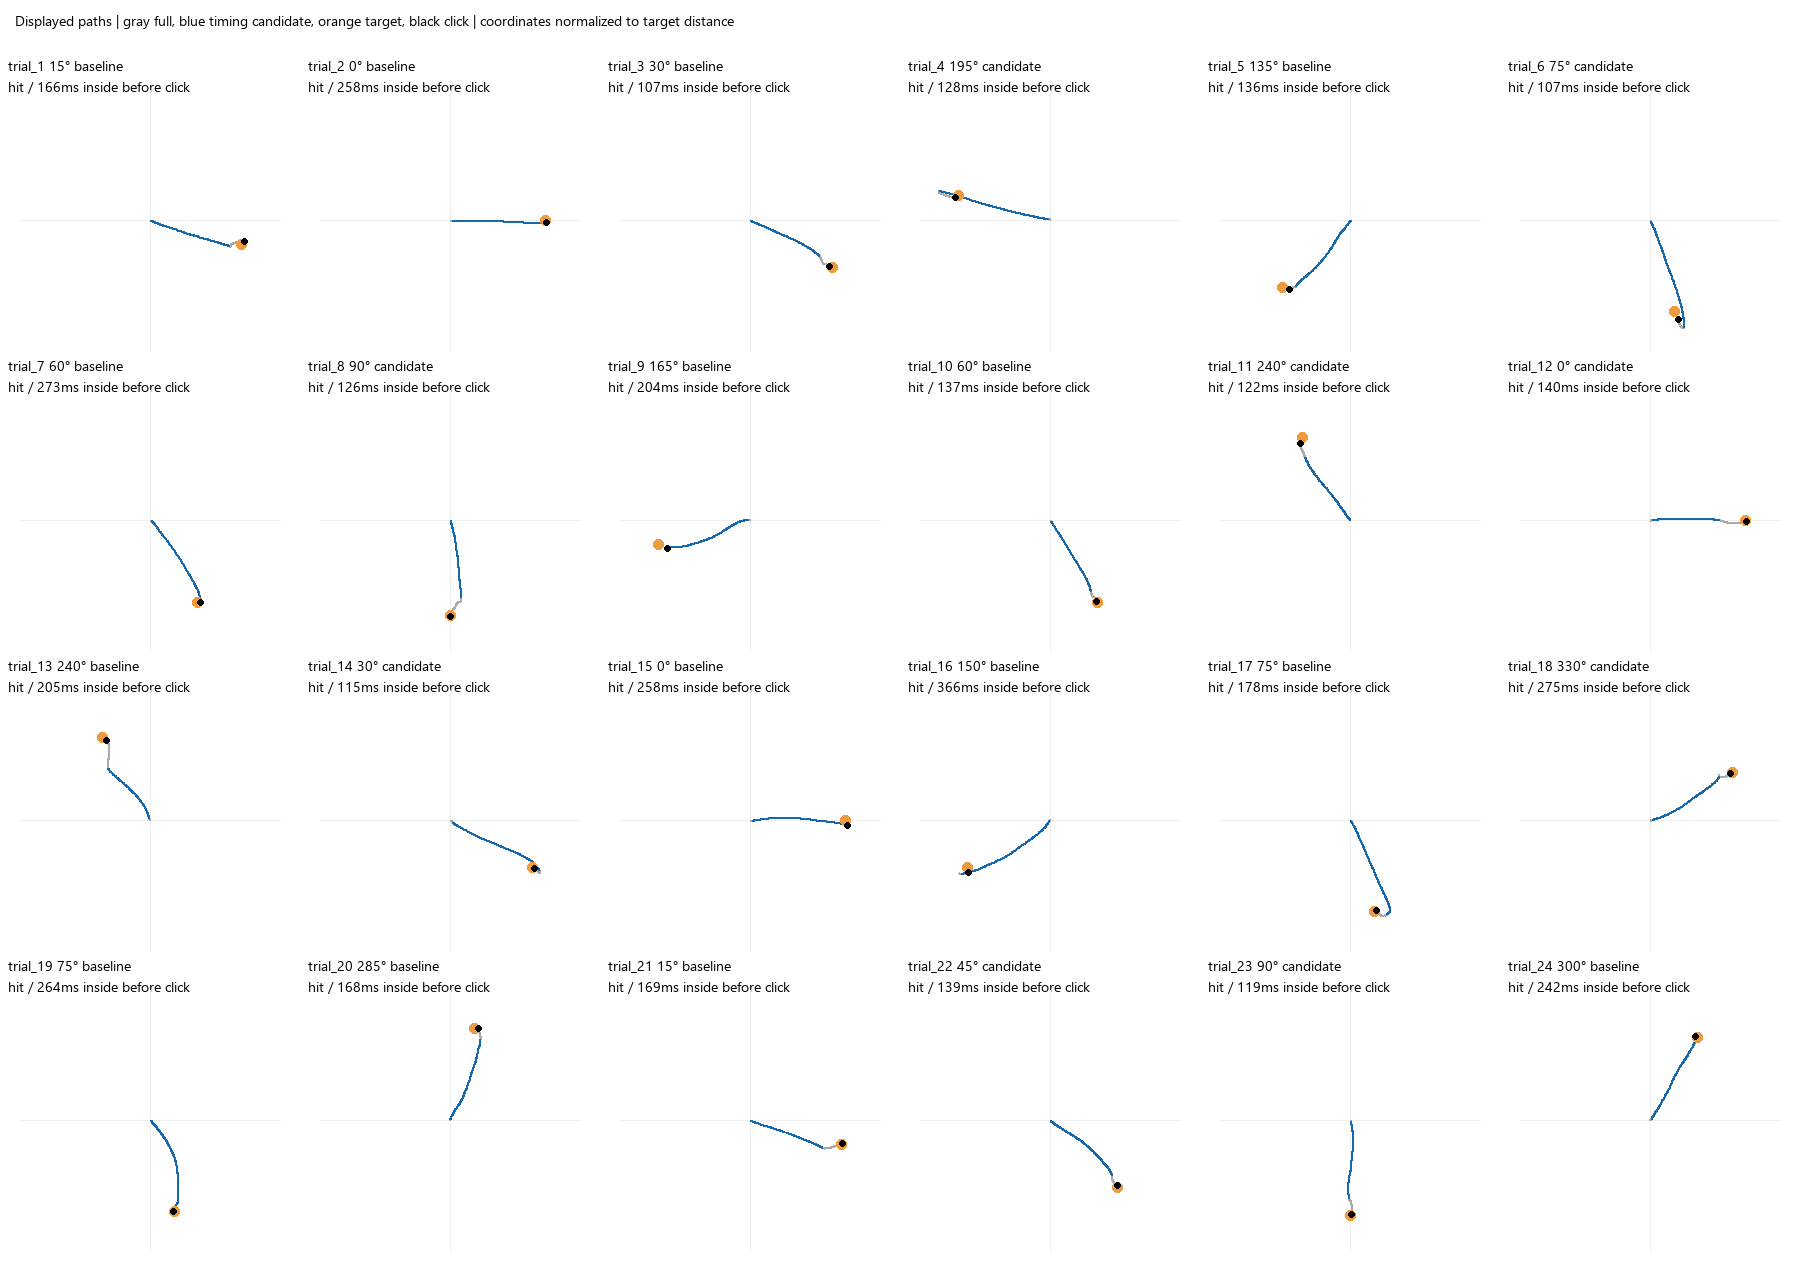 Displayed paths | gray full, blue timing candidate, orange target, black click | coordinates normalized to target distance
trial_1 15° baseline
hit / 166ms inside before click
trial_2 0° baseline
hit / 258ms inside before click
trial_3 30° baseline
hit / 107ms inside before click
trial_4 195° candidate
hit / 128ms inside before click
trial_5 135° baseline
hit / 136ms inside before click
trial_6 75° candidate
hit / 107ms inside before click
trial_7 60° baseline
hit / 273ms inside before click
trial_8 90° candidate
hit / 126ms inside before click
trial_9 165° baseline
hit / 204ms inside before click
trial_10 60° baseline
hit / 137ms inside before click
trial_11 240° candidate
hit / 122ms inside before click
trial_12 0° candidate
hit / 140ms inside before click
trial_13 240° baseline
hit / 205ms inside before click
trial_14 30° candidate
hit / 115ms inside before click
trial_15 0° baseline
hit / 258ms inside before click
trial_16 150° baseline
hit / 366ms inside before click
trial_17 75° baseline
hit / 178ms inside before click
trial_18 330° candidate
hit / 275ms inside before click
trial_19 75° baseline
hit / 264ms inside before click
trial_20 285° baseline
hit / 168ms inside before click
trial_21 15° baseline
hit / 169ms inside before click
trial_22 45° candidate
hit / 139ms inside before click
trial_23 90° candidate
hit / 119ms inside before click
trial_24 300° baseline
hit / 242ms inside before click